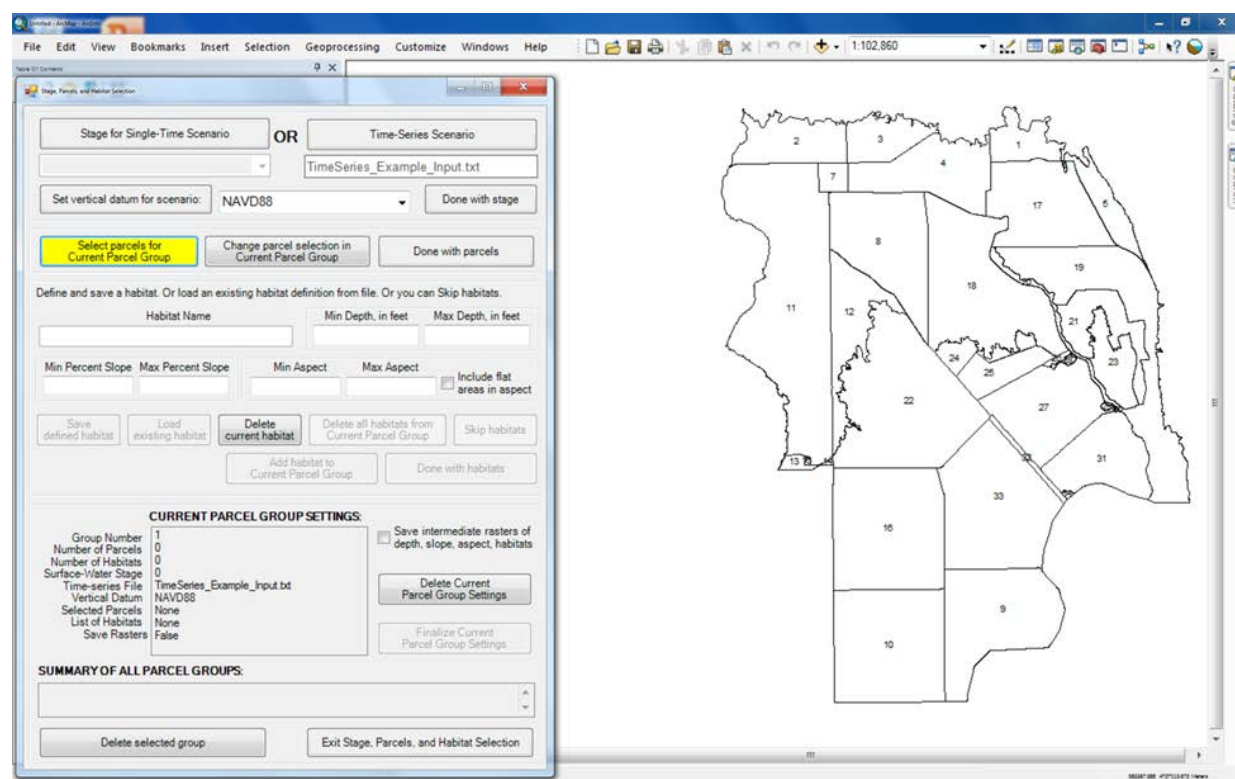 Untitled - ArcMap - ArcInfo
File Edit View Bookmarks Insert Selection Geoprocessing Customize Windows Help 1:102,860
Table Of Contents
Stage, Parcels, and Habitat Selection
Stage for Single-Time Scenario OR Time-Series Scenario
TimeSeries_Example_Input.txt
Set vertical datum for scenario: NAVD88 Done with stage
Select parcels for
Current Parcel Group
Change parcel selection in
Current Parcel Group
Done with parcels
Define and save a habitat. Or load an existing habitat definition from file. Or you can Skip habitats.
Habitat Name Min Depth, in feet Max Depth, in feet
Min Percent Slope Max Percent Slope Min Aspect Max Aspect
Include flat
areas in aspect
Save
defined habitat
Load
existing habitat
Delete
current habitat
Delete all habitats from
Current Parcel Group
Skip habitats
Add habitat to
Current Parcel Group
Done with habitats
CURRENT PARCEL GROUP SETTINGS:
Group Number 1
Number of Parcels 0
Number of Habitats 0
Surface-Water Stage 0
Time-series File TimeSeries_Example_Input.txt
Vertical Datum NAVD88
Selected Parcels None
List of Habitats None
Save Rasters False
Save intermediate rasters of
depth, slope, aspect, habitats
Delete Current
Parcel Group Settings
Finalize Current
Parcel Group Settings
SUMMARY OF ALL PARCEL GROUPS:
Delete selected group Exit Stage, Parcels, and Habitat Selection
2
3
1
4
7
17
5
8
19
18
11
12
21
24
25
23
22
27
13
31
33
16
9
10